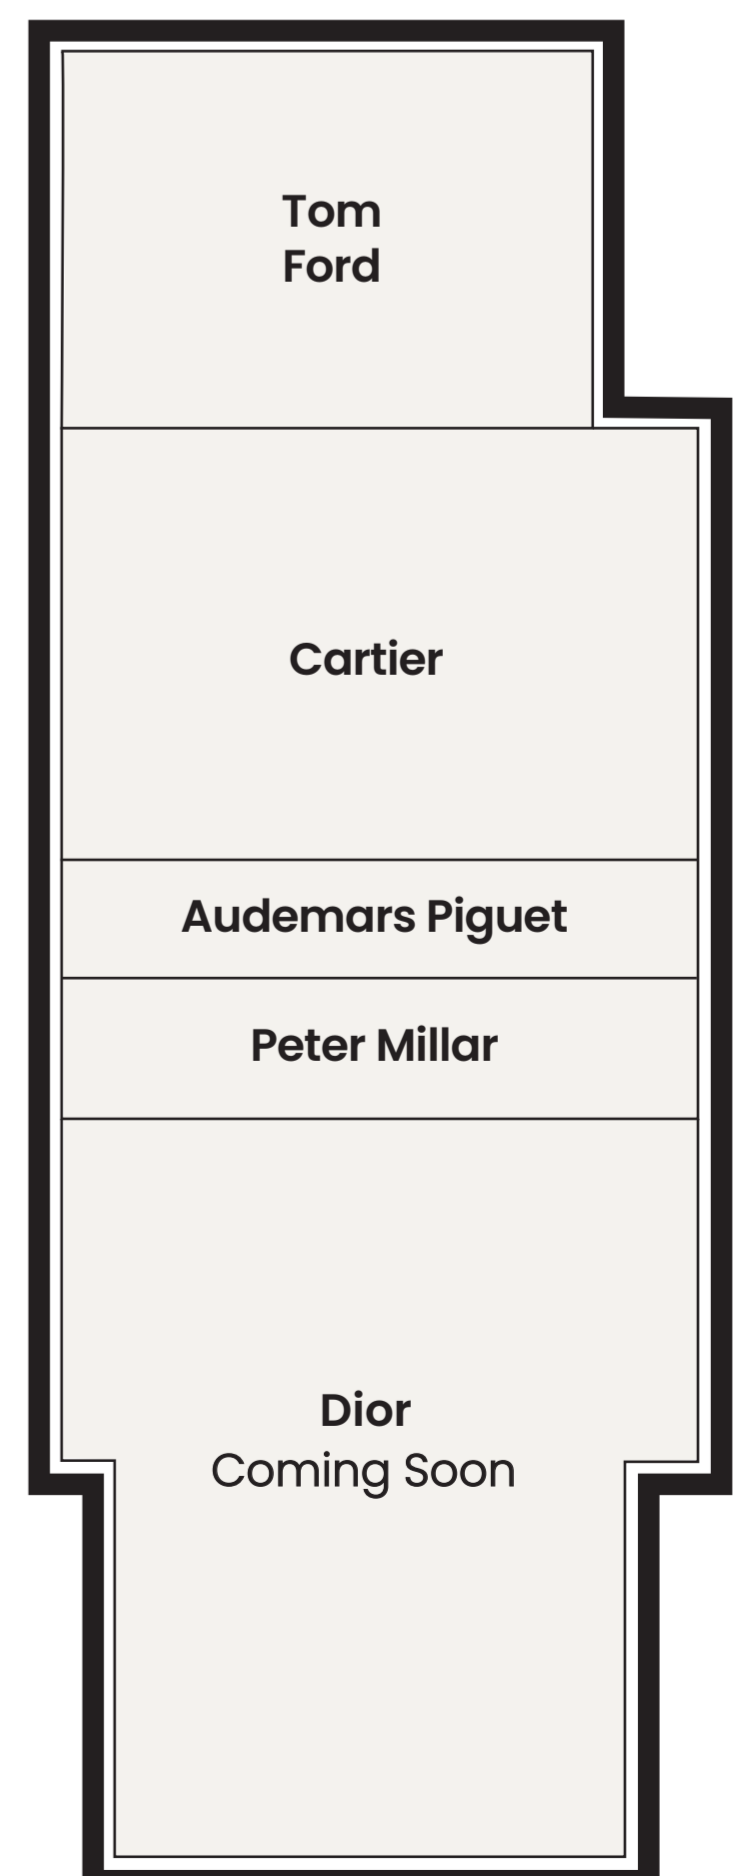 Tom
Ford
Cartier
Audemars Piguet
Peter Millar
Dior
Coming Soon